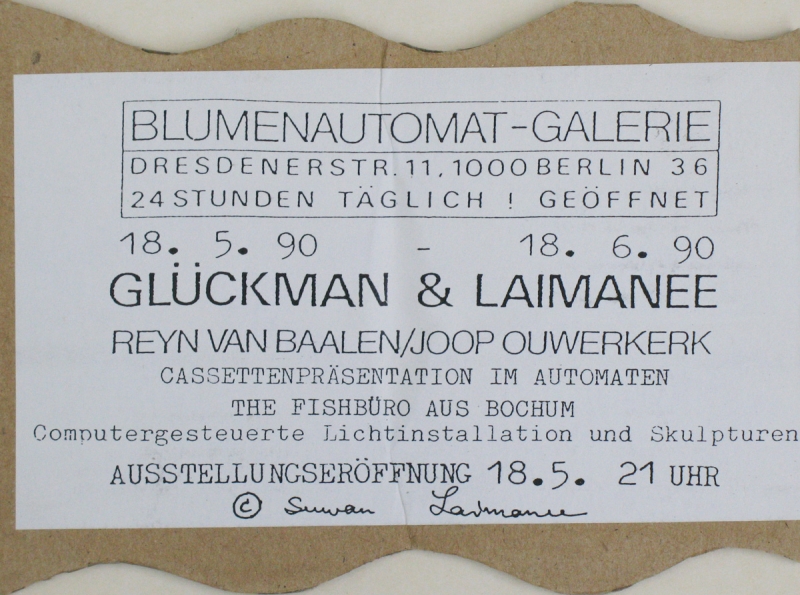 BLUMENAUTOMAT-GALERIE
DRESDENERSTR.11,1000 BERLIN 36
24 STUNDEN TÄGLICH ! GEÖFFNET
18. 5. 90 - 18. 6. 90
GLÜCKMAN & LAIMANEE
REYN VAN BAALEN/JOOP OUWERKERK
CASSETTENPRÄSENTATION IM AUTOMATEN
THE FISHBÜRO AUS BOCHUM
Computergesteuerte Lichtinstallation und Skulpturen
AUSSTELLUNGSERÖFFNUNG 18.5. 21 UHR
© Suwan Laimanee